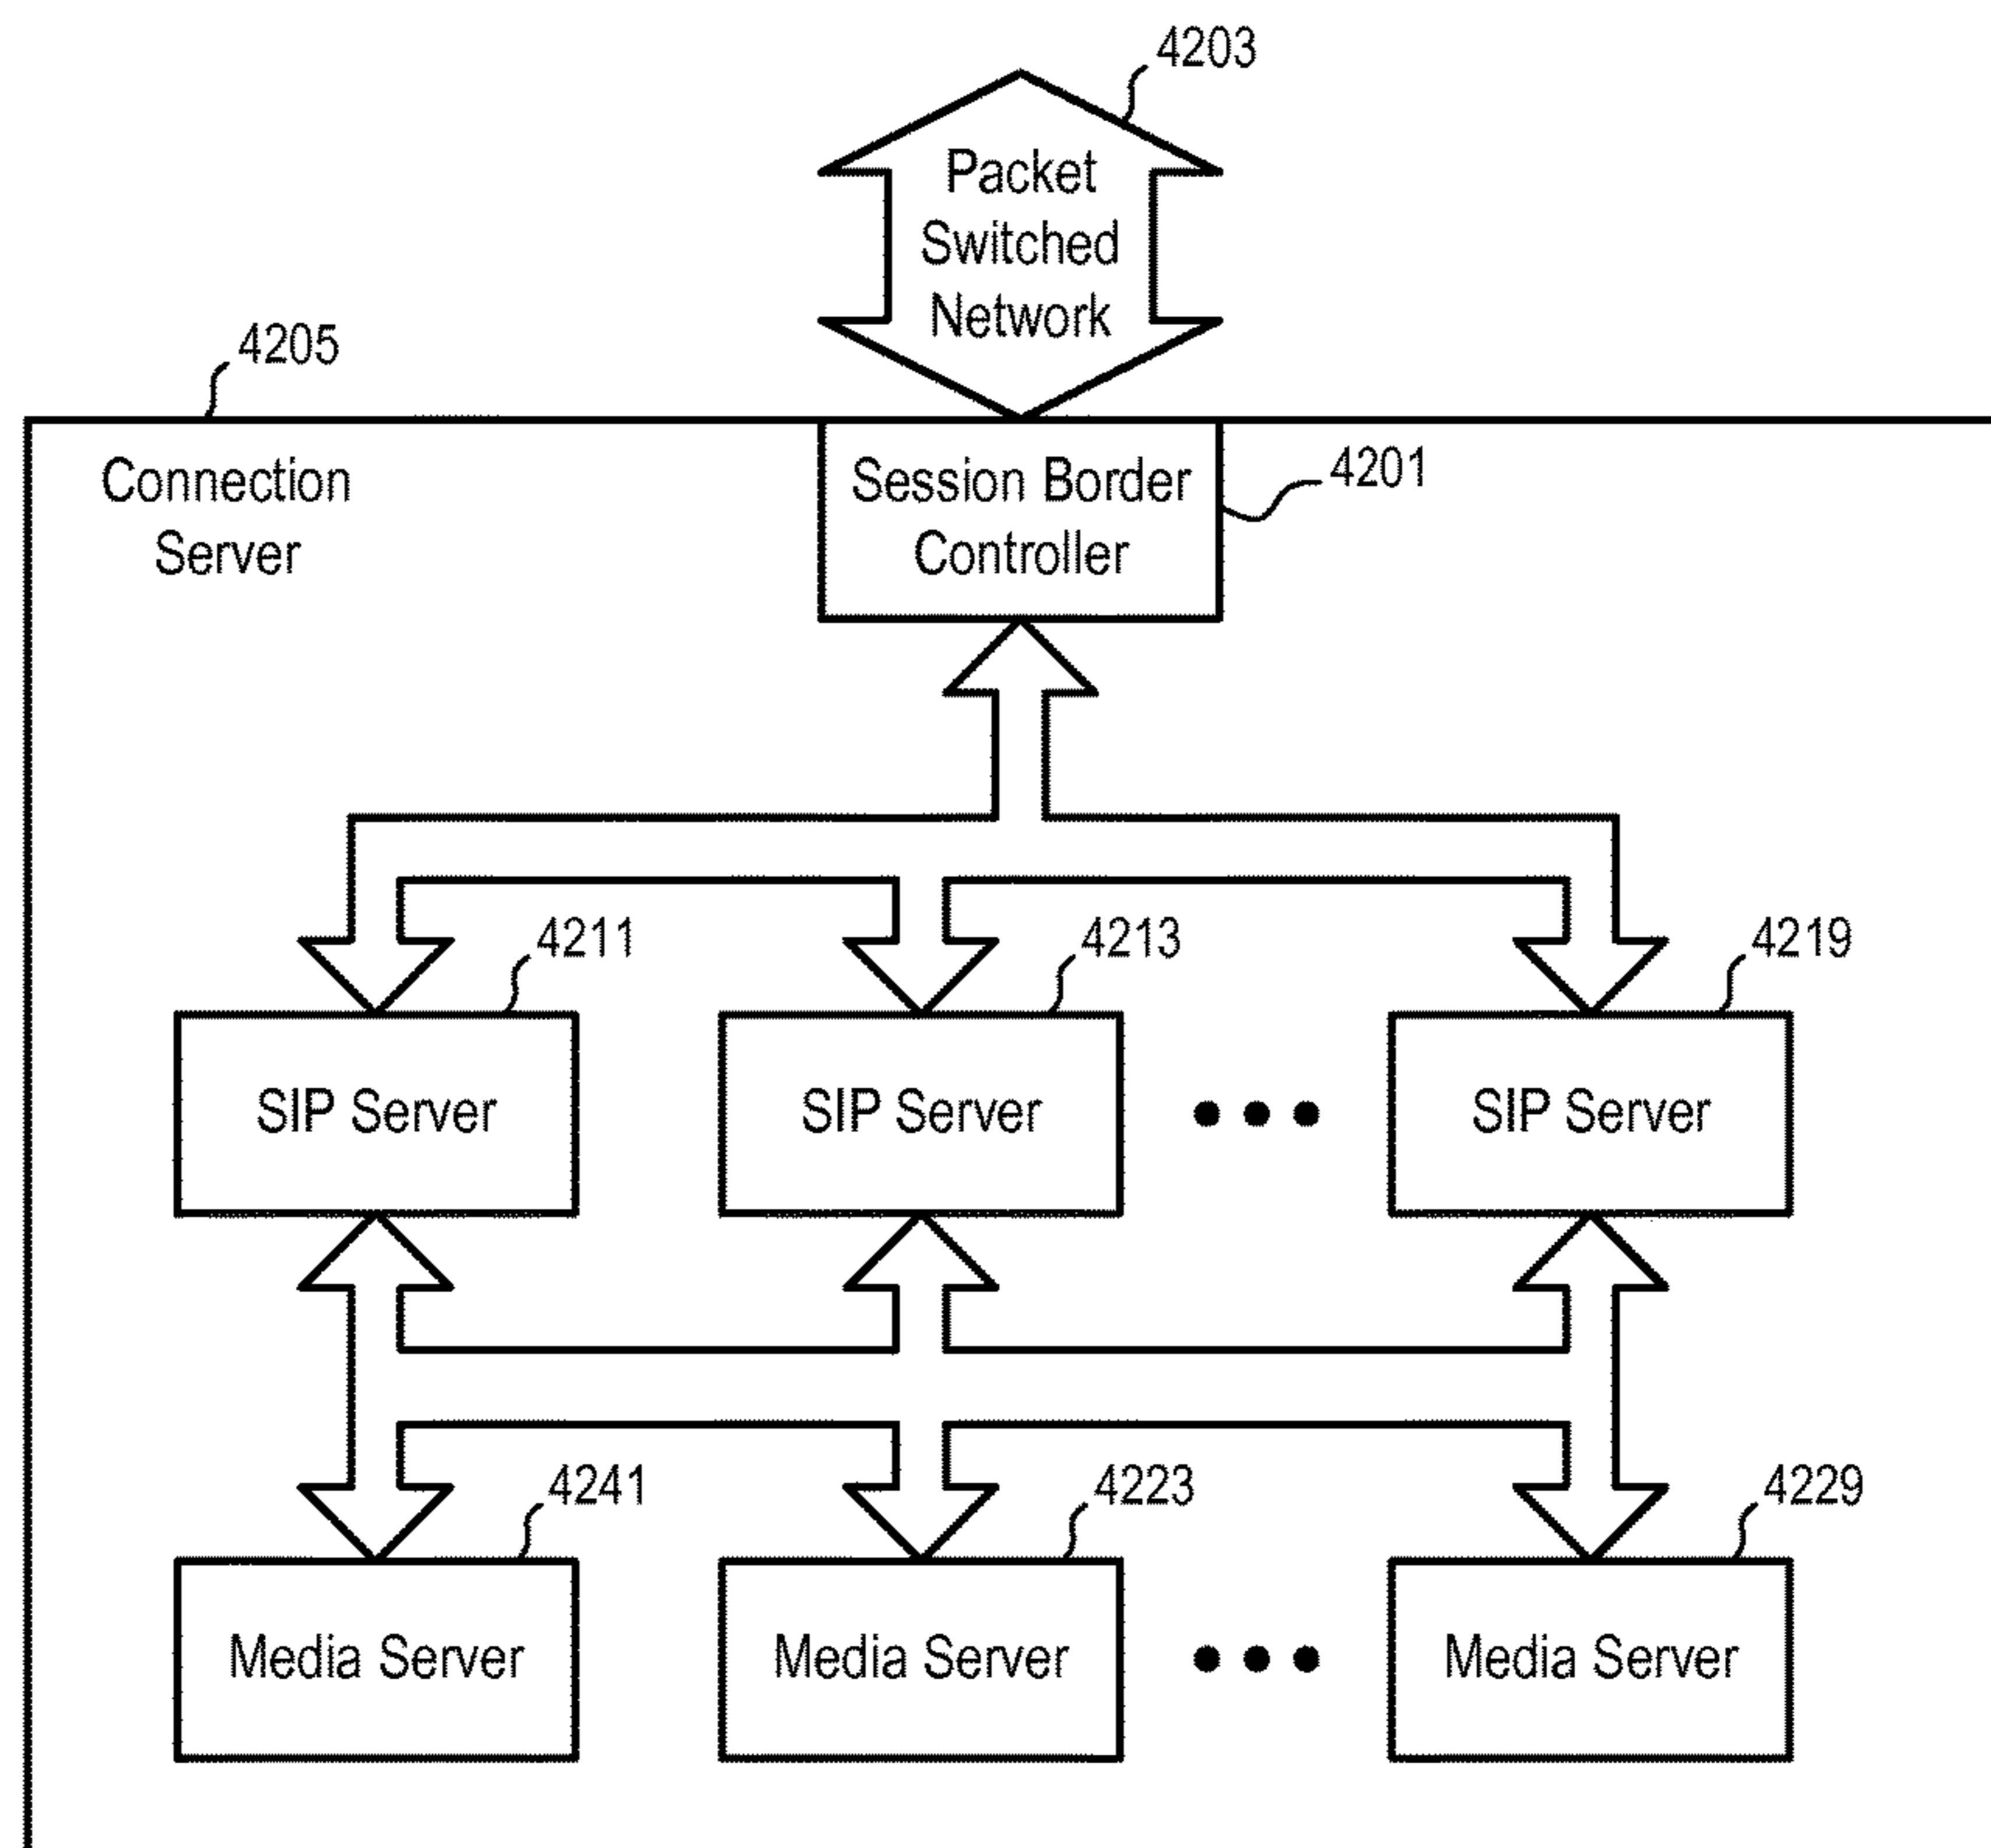 4203
Packet
Switched
Network
4205
Connection
Server
Session Border
Controller
4201
4211
4213
4219
SIP Server
SIP Server
SIP Server
4241
4223
4229
Media Server
Media Server
Media Server